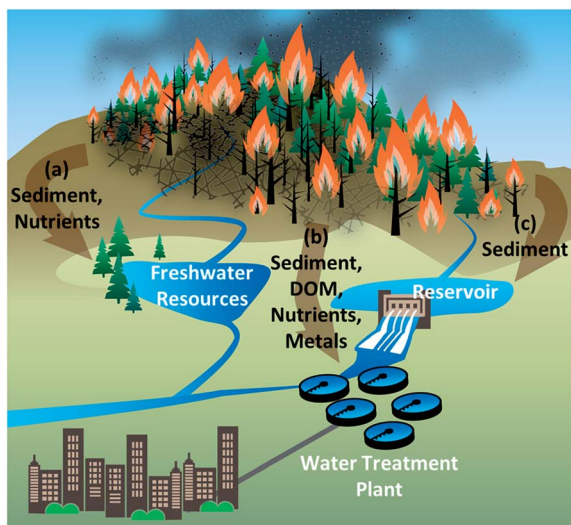 (a)
Sediment,
Nutrients
Freshwater
Resources
(b)
Sediment,
DOM,
Nutrients,
Metals
(c)
Sediment
Reservoir
Water Treatment
Plant